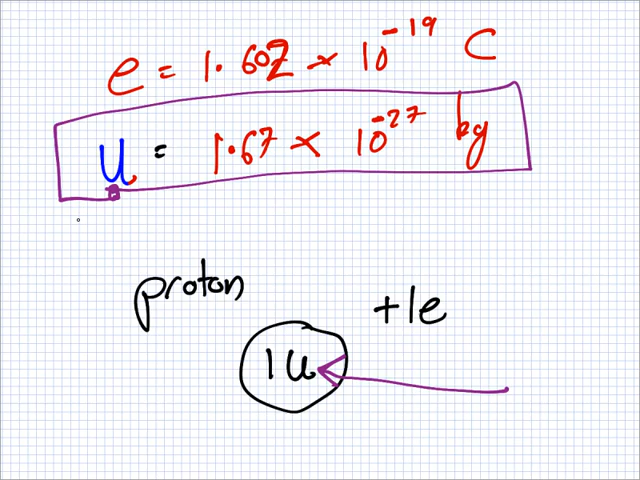 e = 1.602 × 10⁻¹⁹ C
u = 1.67 × 10⁻²⁷ kg
proton
+1e
1u